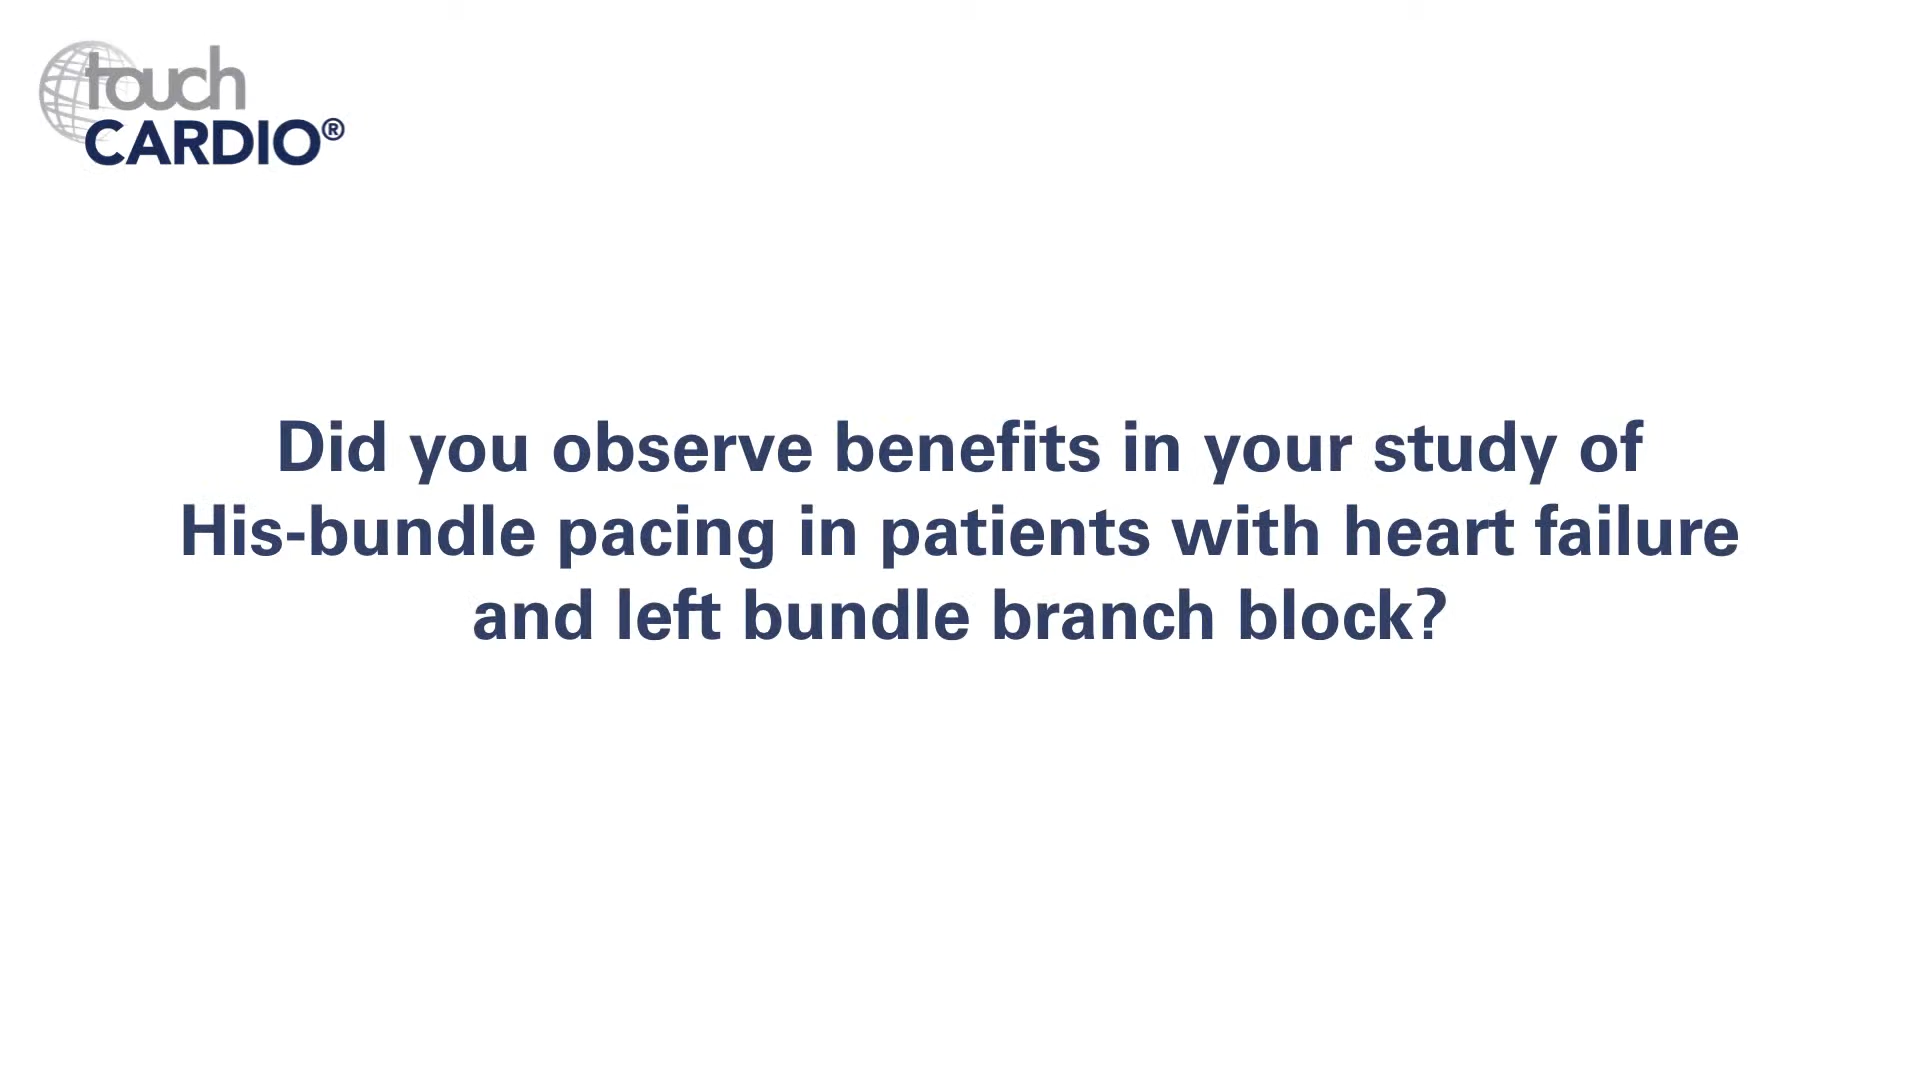 touch
CARDIO®
Did you observe benefits in your study of
His-bundle pacing in patients with heart failure
and left bundle branch block?